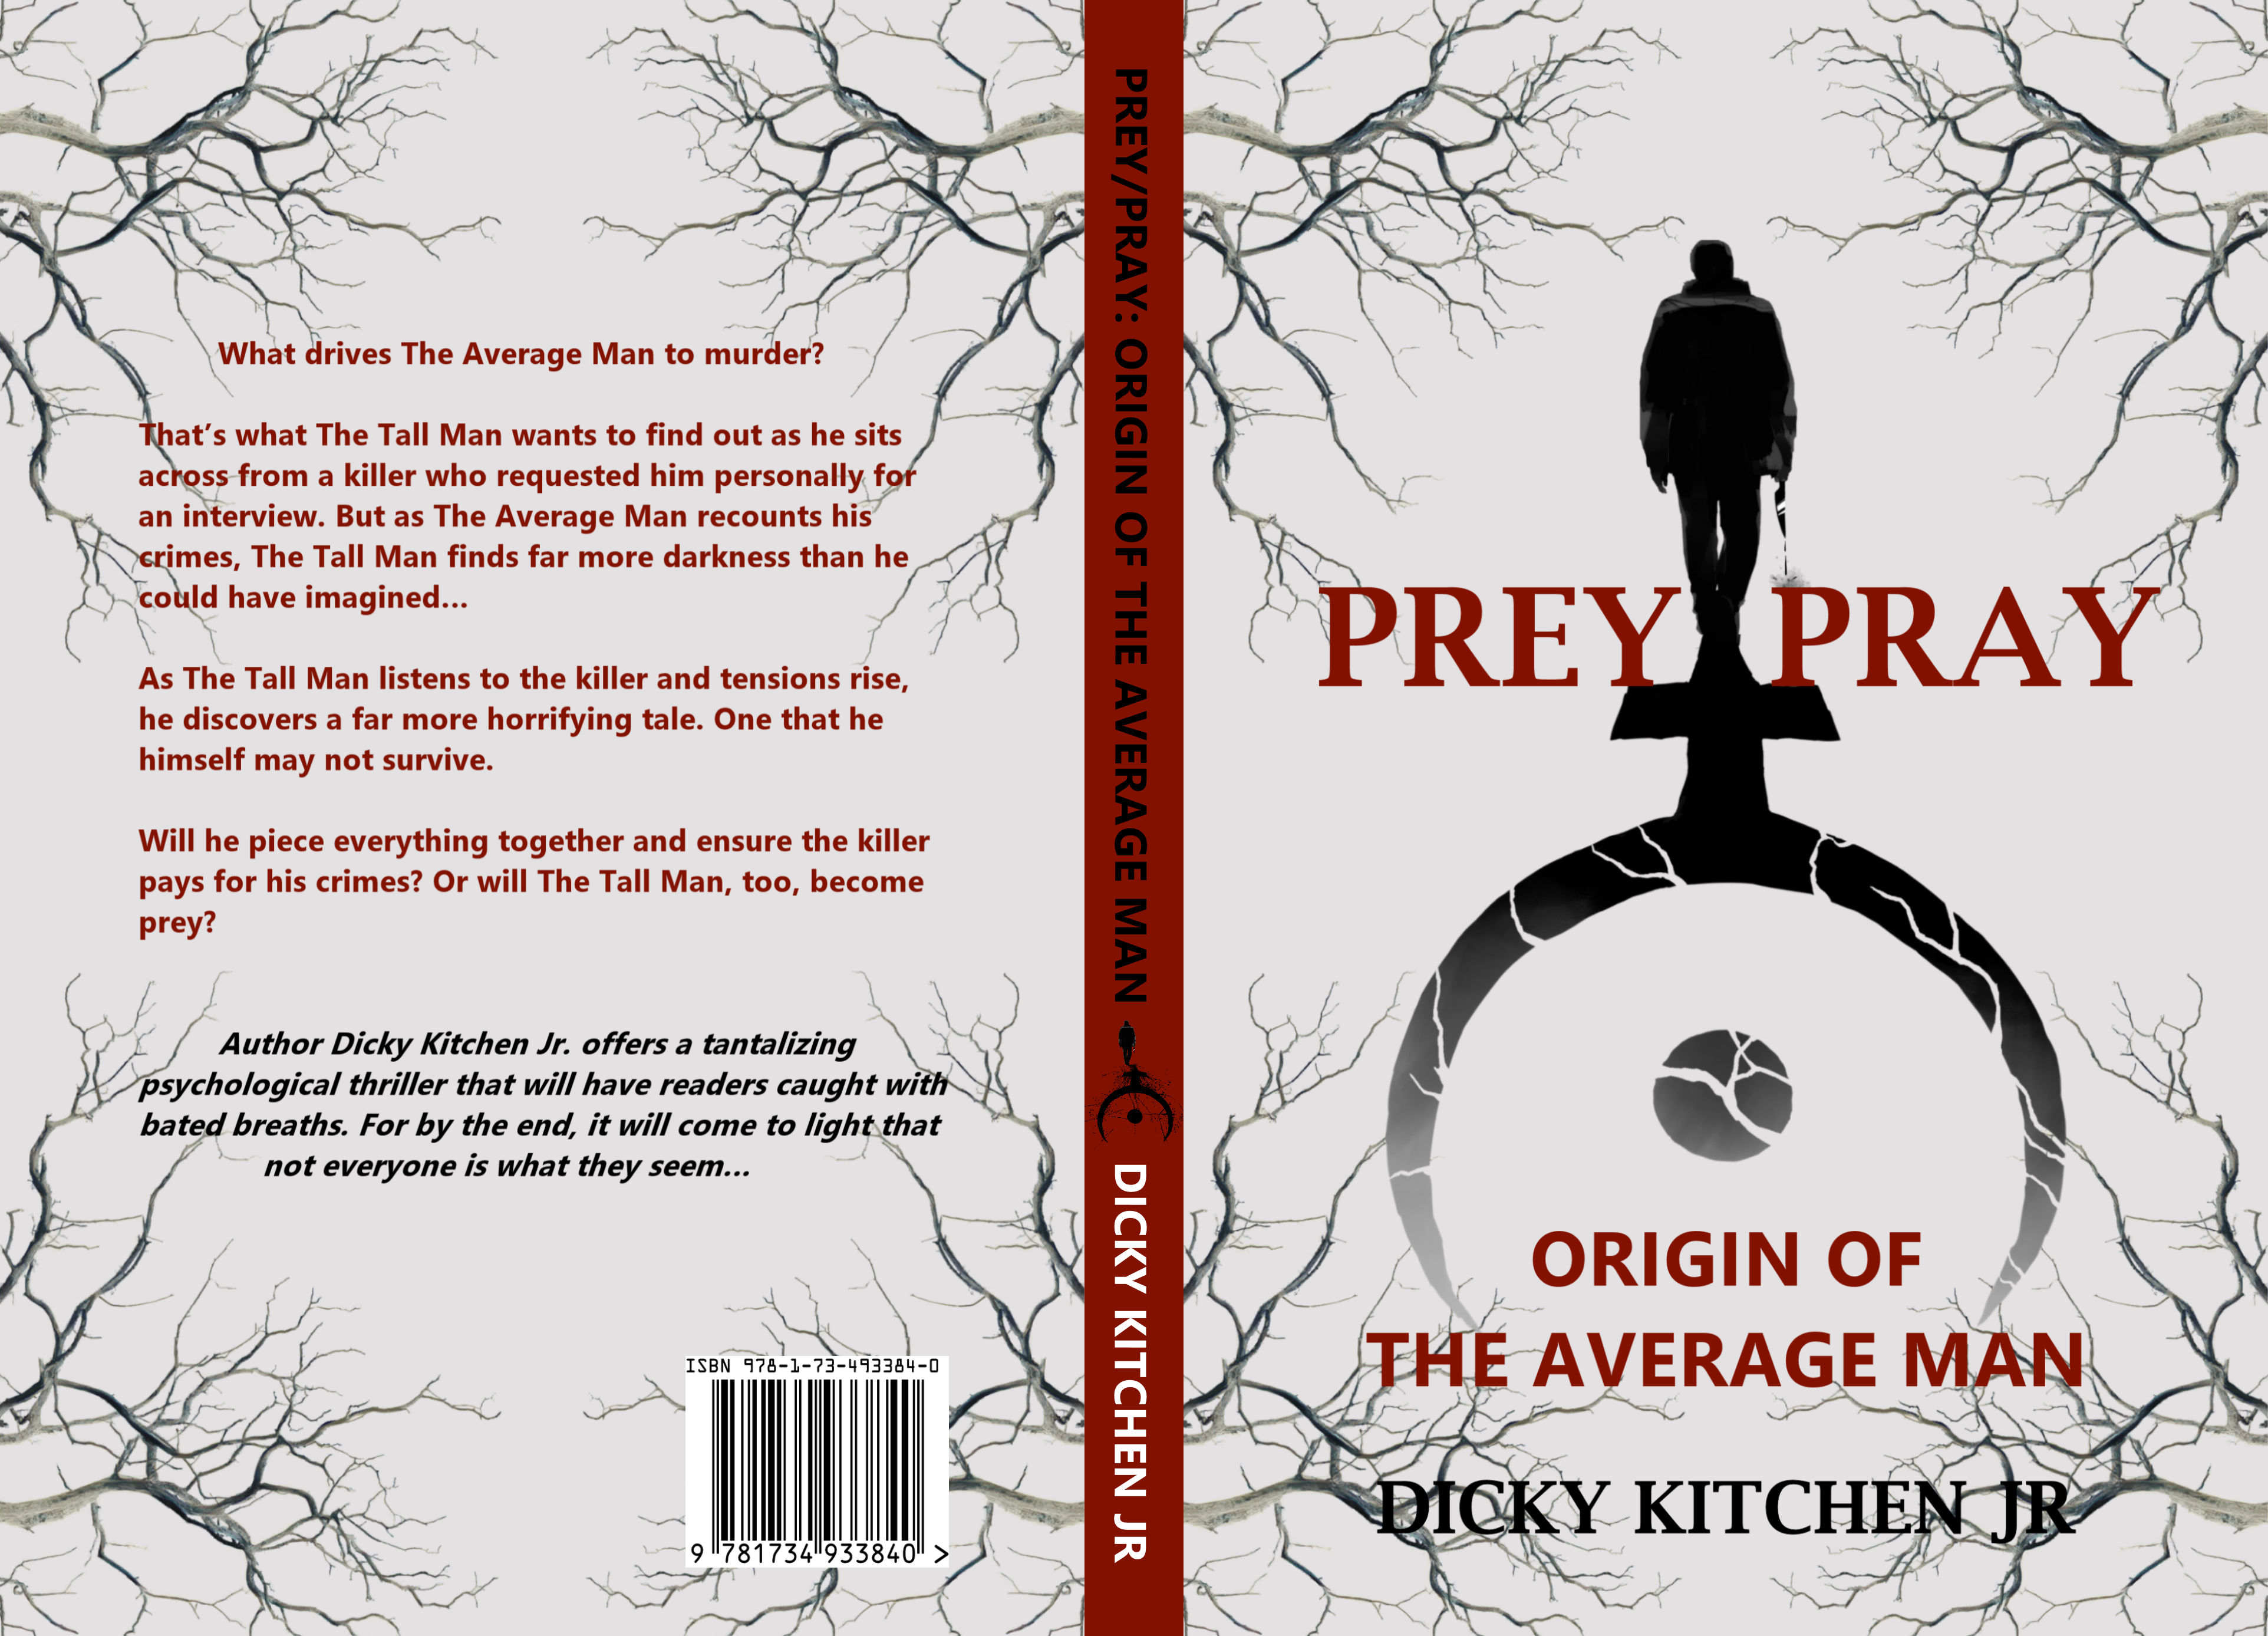 What drives The Average Man to murder?
That’s what The Tall Man wants to find out as he sits
across from a killer who requested him personally for
an interview. But as The Average Man recounts his
crimes, The Tall Man finds far more darkness than he
could have imagined...
As The Tall Man listens to the killer and tensions rise,
he discovers a far more horrifying tale. One that he
himself may not survive.
Will he piece everything together and ensure the killer
pays for his crimes? Or will The Tall Man, too, become
prey?
Author Dicky Kitchen Jr. offers a tantalizing
psychological thriller that will have readers caught with
bated breaths. For by the end, it will come to light that
not everyone is what they seem...
ISBN 978-1-73-493384-0
9 781734 933840 >
PREY/PRAY: ORIGIN OF THE AVERAGE MAN
DICKY KITCHEN JR
PREY PRAY
ORIGIN OF
THE AVERAGE MAN
DICKY KITCHEN JR